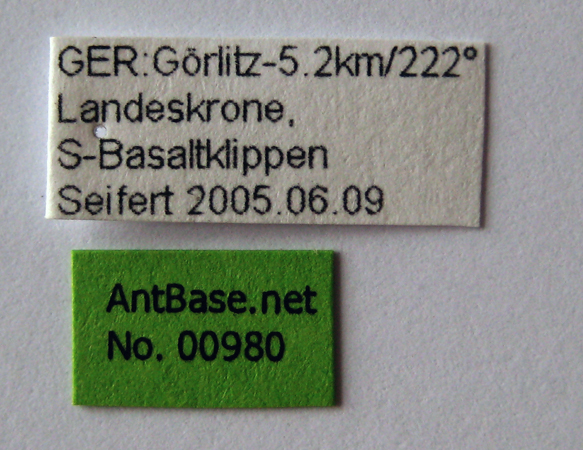 GER:Görlitz-5.2km/222°
Landeskrone,
S-Basaltklippen
Seifert 2005.06.09
AntBase.net
No. 00980